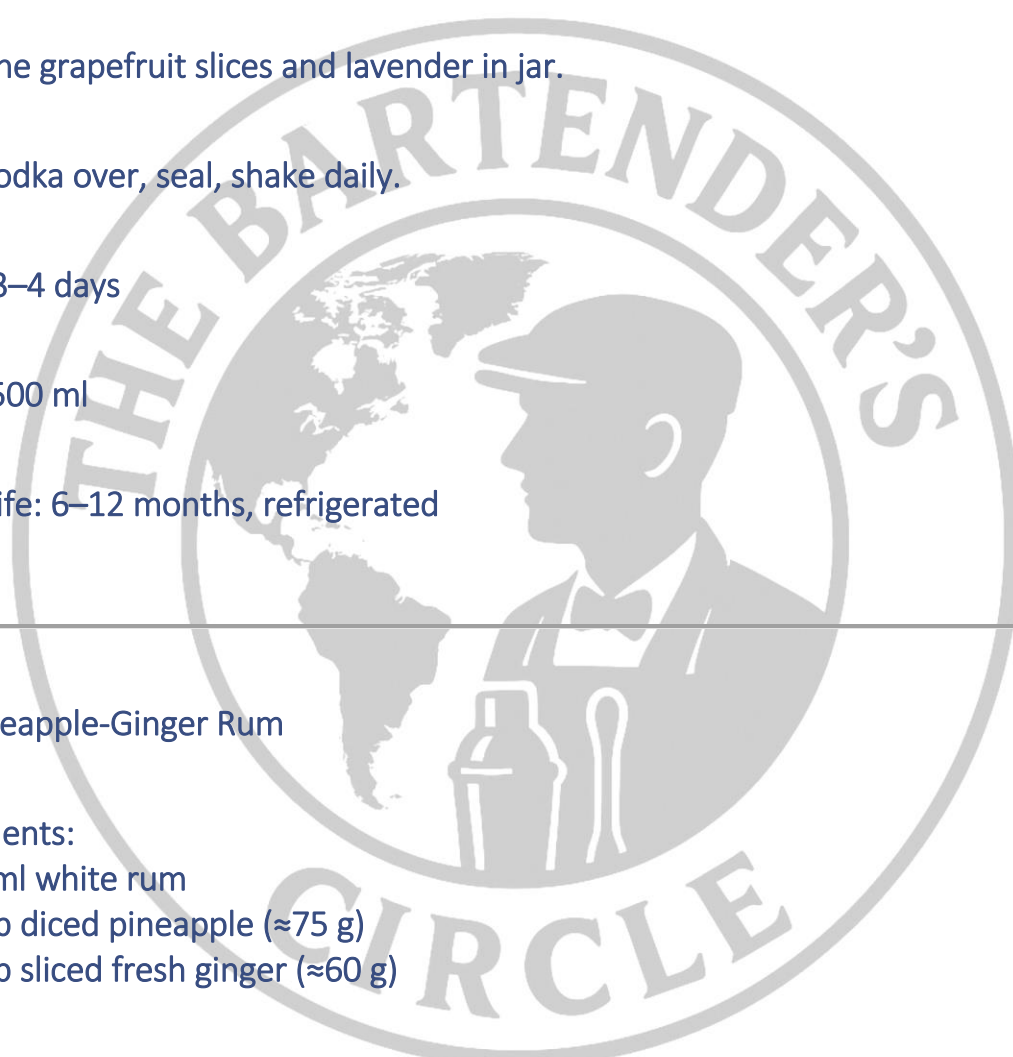 ne grapefruit slices and lavender in jar.
odka over, seal, shake daily.
3–4 days
500 ml
ife: 6–12 months, refrigerated
eapple-Ginger Rum
ents:
ml white rum
p diced pineapple (≈75 g)
p sliced fresh ginger (≈60 g)
THE BARTENDER'S
CIRCLE